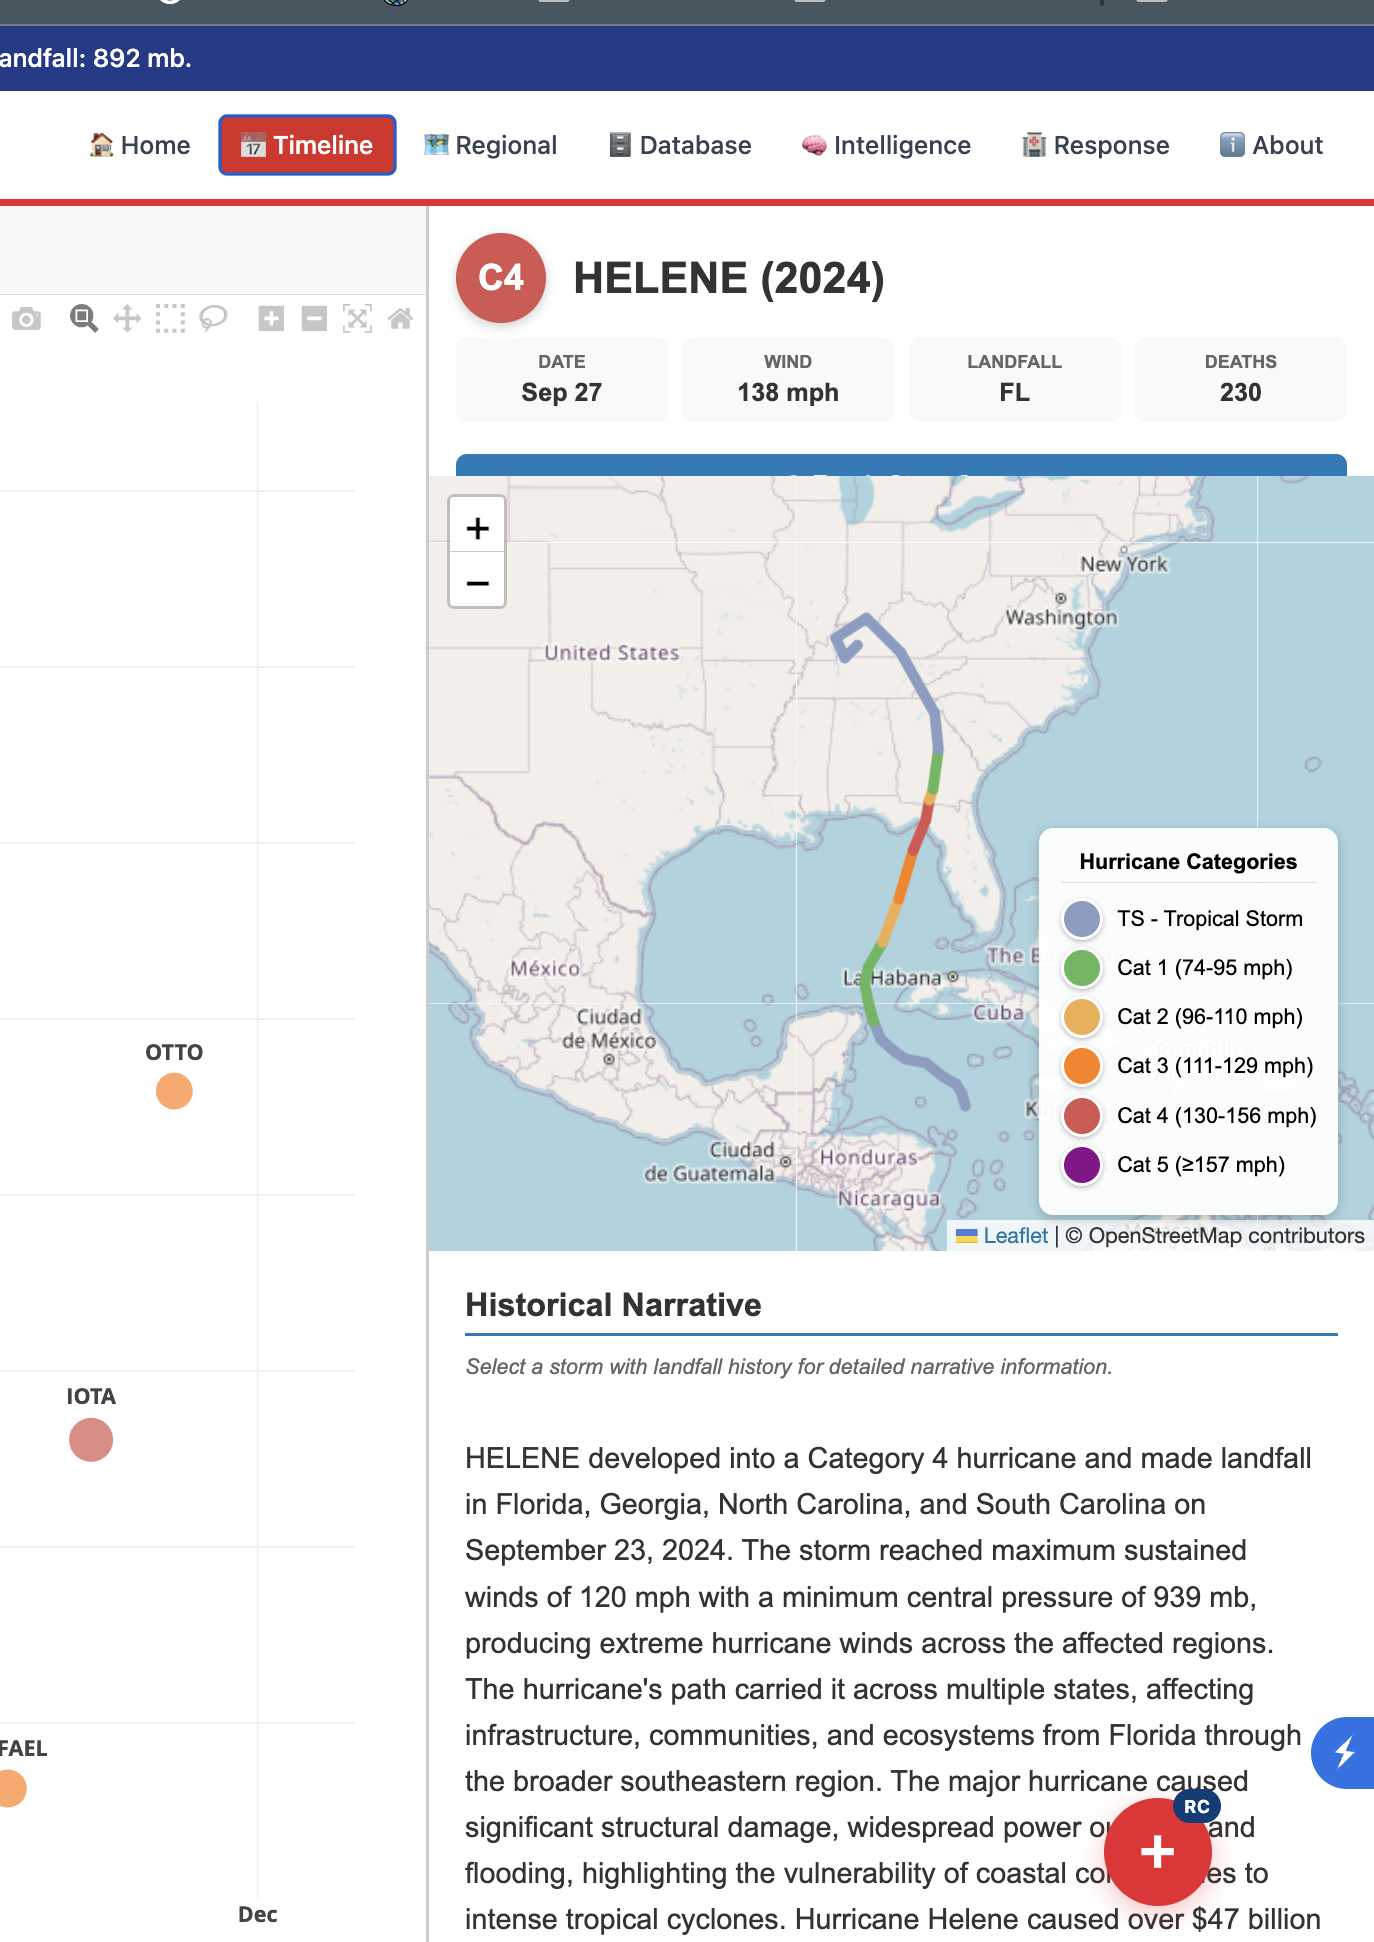 andfall: 892 mb.
Home
17 Timeline
Regional
Database
Intelligence
Response
i About
C4
HELENE (2024)
DATE
Sep 27
WIND
138 mph
LANDFALL
FL
DEATHS
230
+
−
New York
Washington
United States
La Habana
The B
México
Cuba
Ciudad
de México
K
Ciudad
de Guatemala
Honduras
Nicaragua
Hurricane Categories
TS - Tropical Storm
Cat 1 (74-95 mph)
Cat 2 (96-110 mph)
Cat 3 (111-129 mph)
Cat 4 (130-156 mph)
Cat 5 (≥157 mph)
Leaflet | © OpenStreetMap contributors
OTTO
IOTA
FAEL
Dec
Historical Narrative
Select a storm with landfall history for detailed narrative information.
HELENE developed into a Category 4 hurricane and made landfall
in Florida, Georgia, North Carolina, and South Carolina on
September 23, 2024. The storm reached maximum sustained
winds of 120 mph with a minimum central pressure of 939 mb,
producing extreme hurricane winds across the affected regions.
The hurricane's path carried it across multiple states, affecting
infrastructure, communities, and ecosystems from Florida through
the broader southeastern region. The major hurricane caused
significant structural damage, widespread power ou and
flooding, highlighting the vulnerability of coastal co es to
intense tropical cyclones. Hurricane Helene caused over $47 billion
RC
+